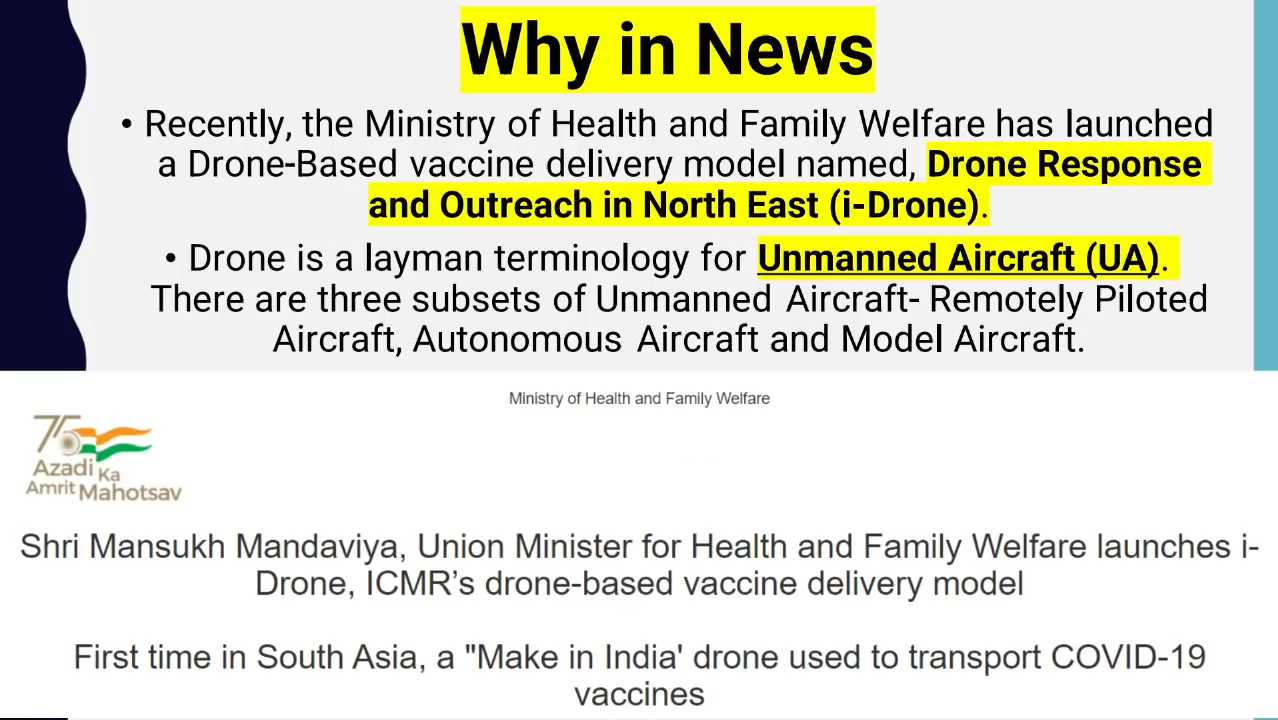 Why in News
• Recently, the Ministry of Health and Family Welfare has launched
a Drone-Based vaccine delivery model named, Drone Response
and Outreach in North East (i-Drone).
• Drone is a layman terminology for Unmanned Aircraft (UA).
There are three subsets of Unmanned Aircraft- Remotely Piloted
Aircraft, Autonomous Aircraft and Model Aircraft.
Ministry of Health and Family Welfare
75
Azadi Ka
Amrit Mahotsav
Shri Mansukh Mandaviya, Union Minister for Health and Family Welfare launches i-
Drone, ICMR’s drone-based vaccine delivery model
First time in South Asia, a "Make in India' drone used to transport COVID-19
vaccines